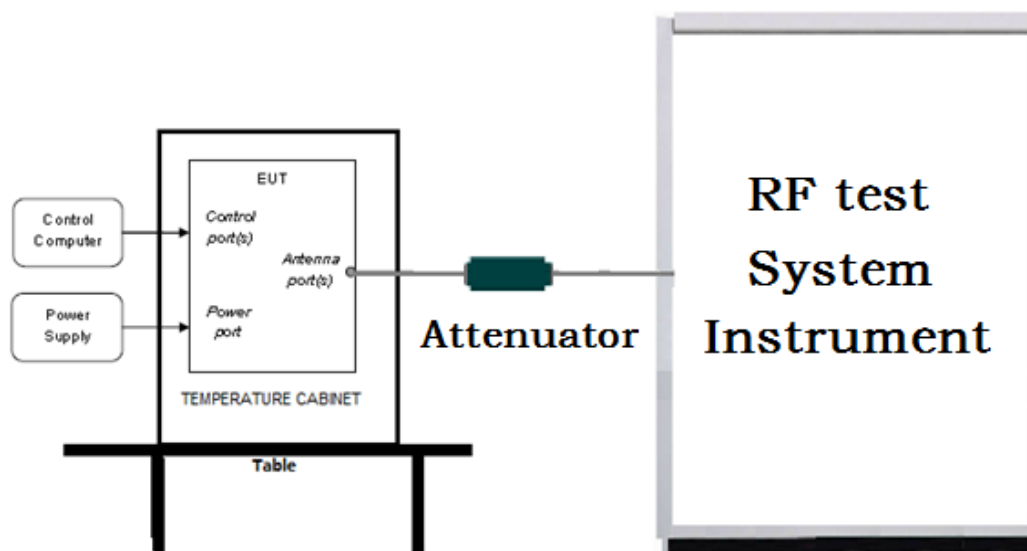 Control
Computer
Power
Supply
EUT
Control
port(s)
Antenna
port(s)
Power
port
TEMPERATURE CABINET
Table
Attenuator
RF test
System
Instrument